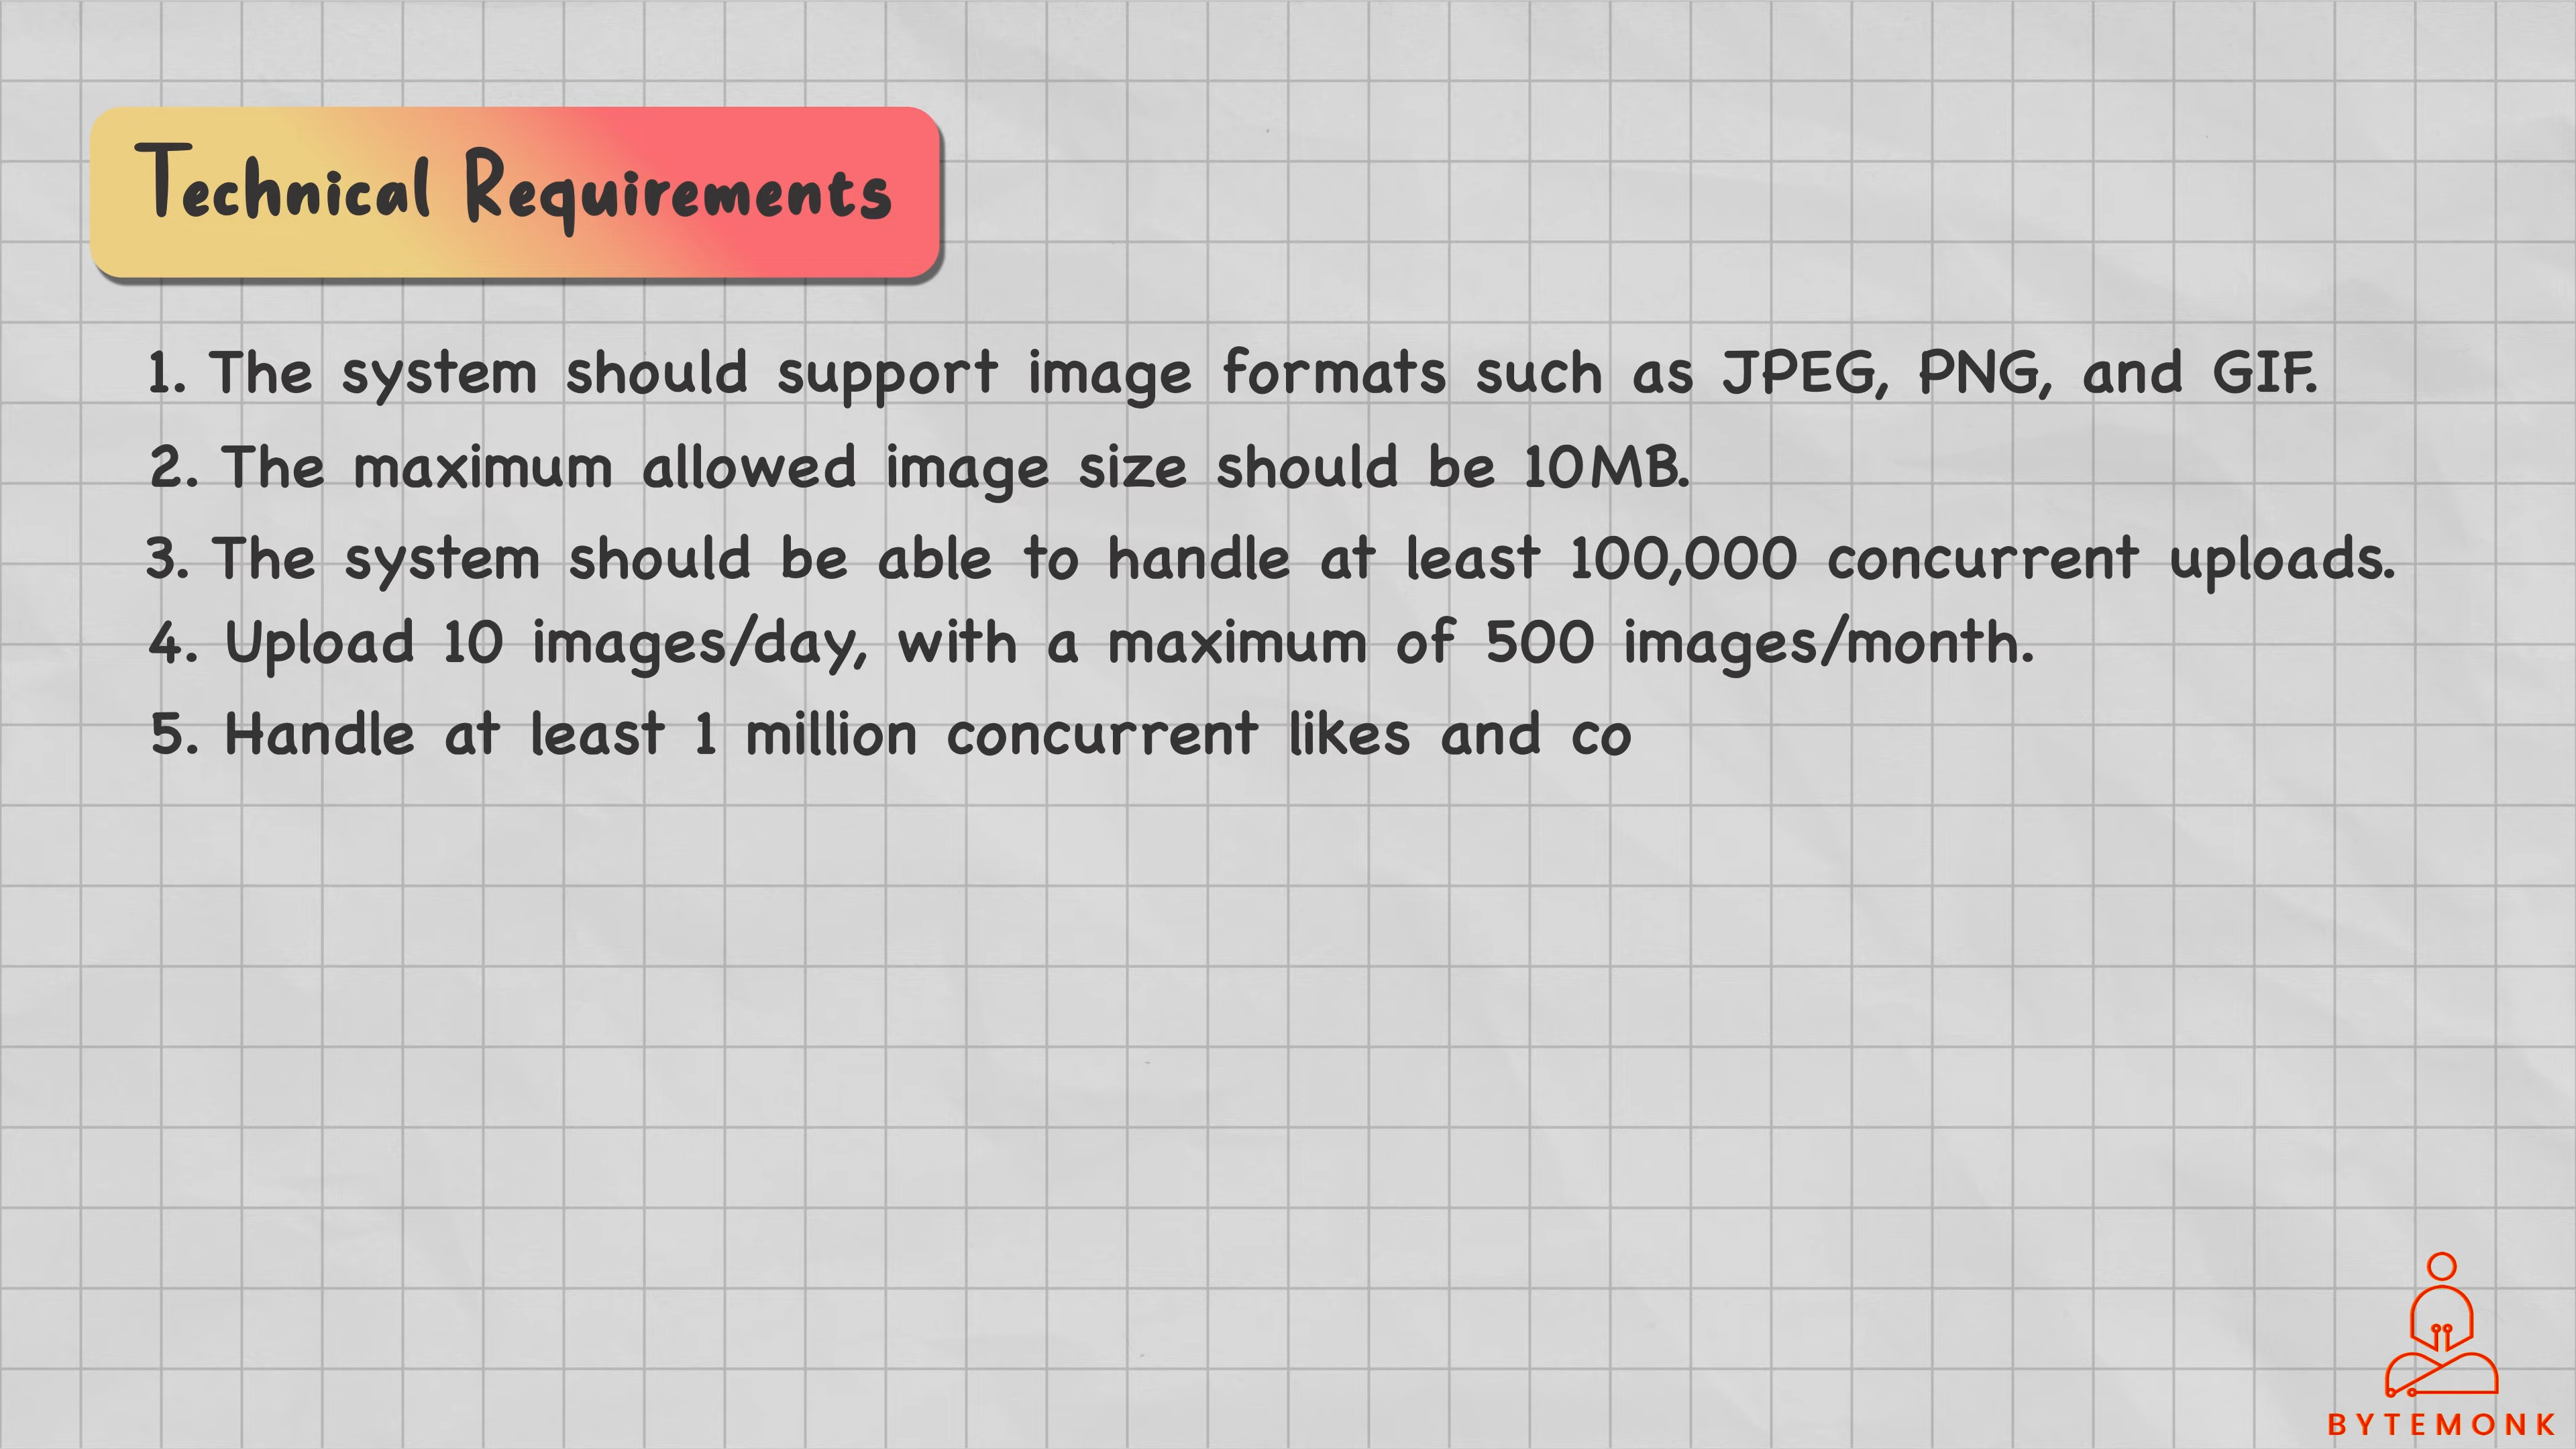 Technical Requirements
1. The system should support image formats such as JPEG, PNG, and GIF.
2. The maximum allowed image size should be 10MB.
3. The system should be able to handle at least 100,000 concurrent uploads.
4. Upload 10 images/day, with a maximum of 500 images/month.
5. Handle at least 1 million concurrent likes and co
BYTEMONK